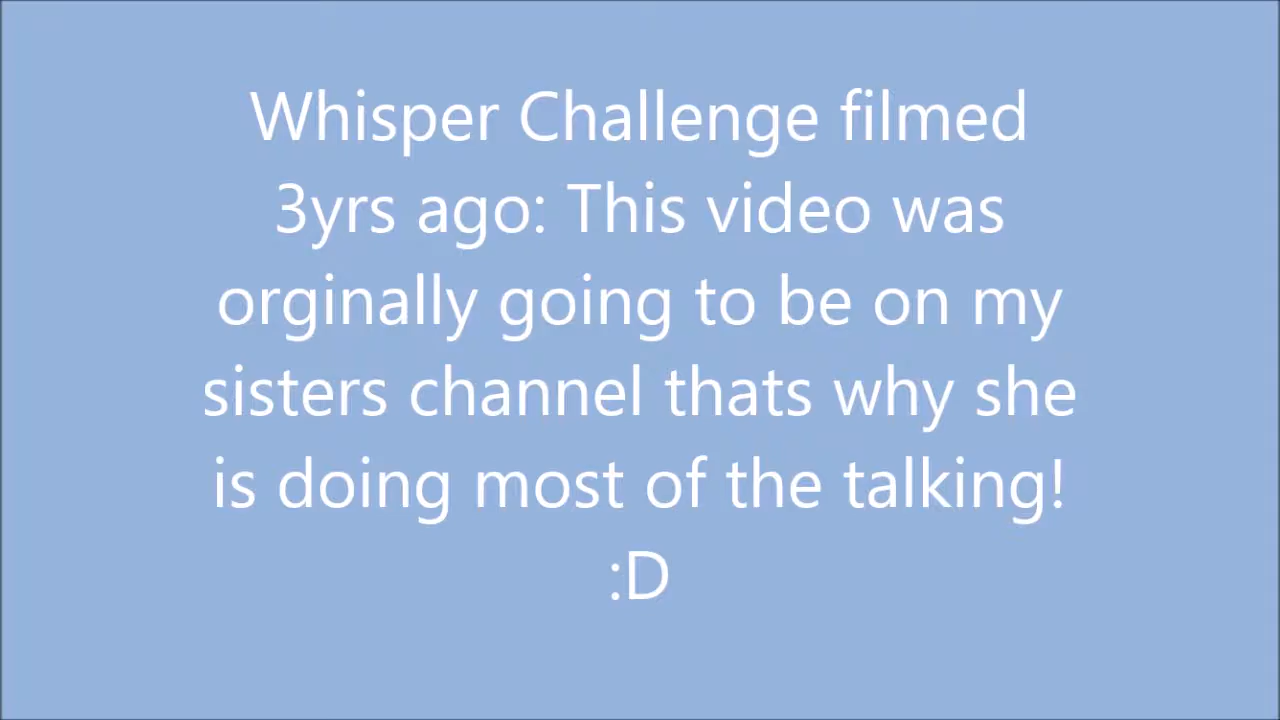 Whisper Challenge filmed
3yrs ago: This video was
orginally going to be on my
sisters channel thats why she
is doing most of the talking!
:D